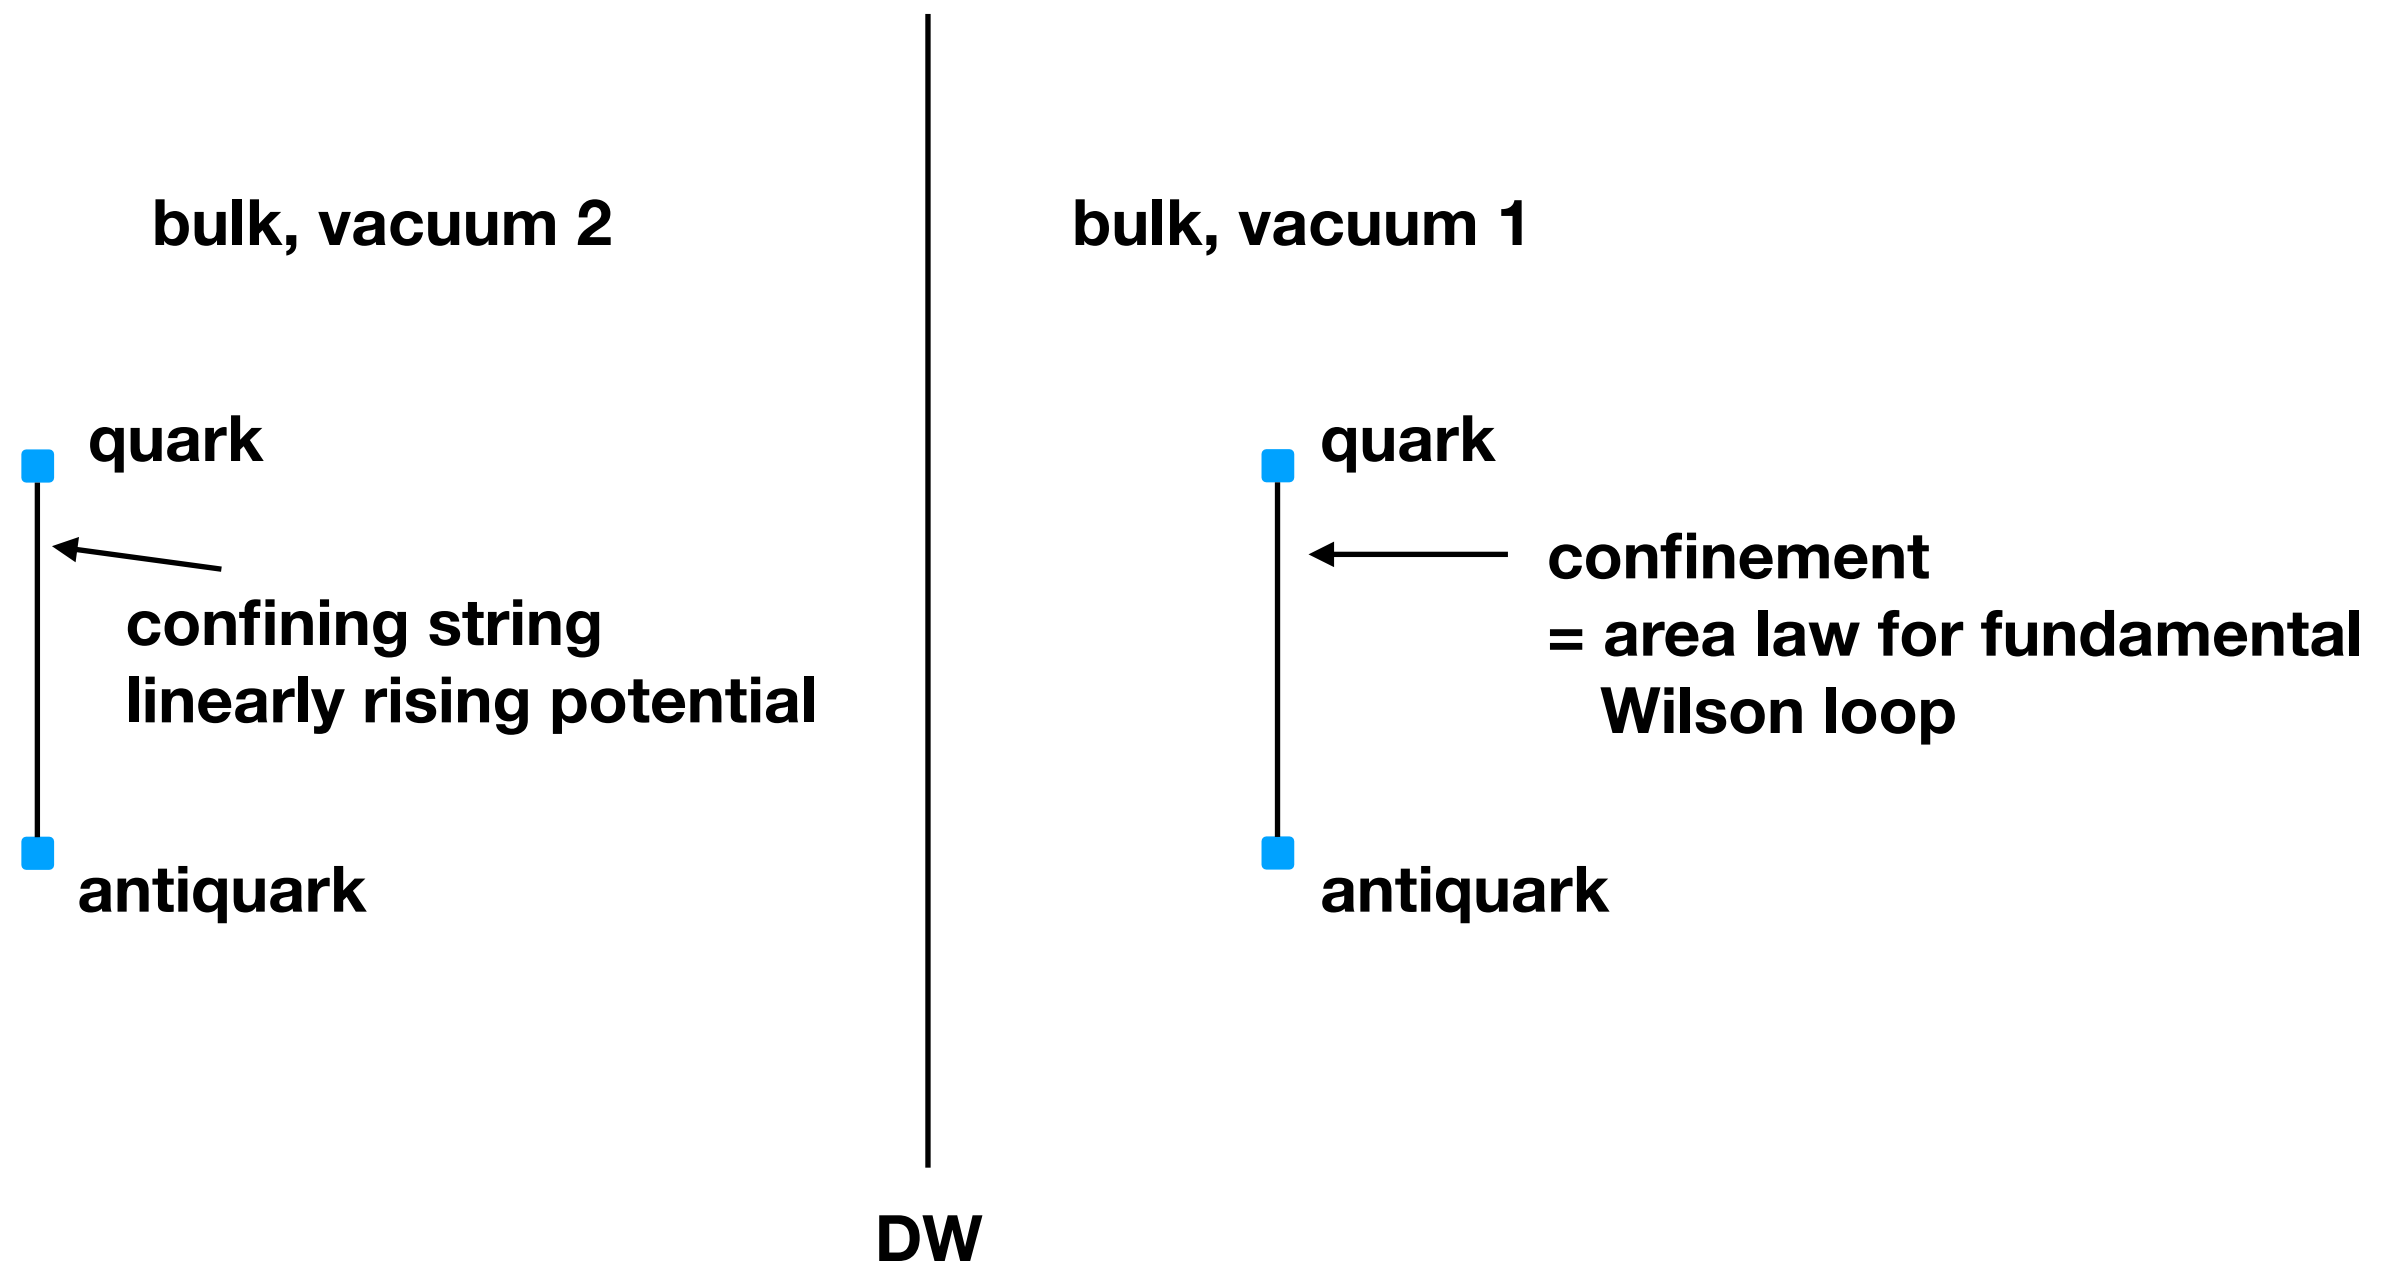 bulk, vacuum 2
bulk, vacuum 1
quark
quark
confining string
linearly rising potential
confinement
= area law for fundamental
Wilson loop
antiquark
antiquark
DW